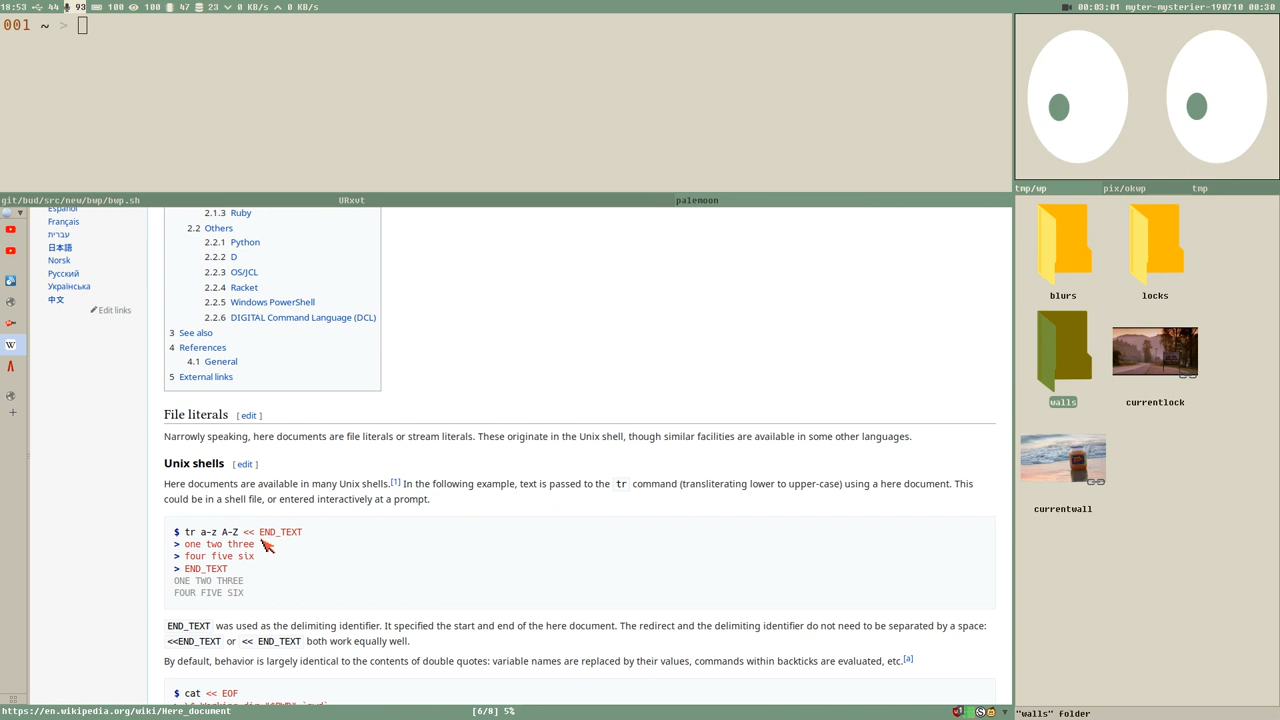 18:53 44 93 100 100 47 23 0 KB/s 0 KB/s
00:03:01 myter-mysterier-190710 00:30
001 ~ >
git/bud/src/new/bwp/bwp.sh URxvt palemoon
Español
Français
עברית
日本語
Norsk
Русский
Українська
中文
Edit links
2.1.3 Ruby
2.2 Others
2.2.1 Python
2.2.2 D
2.2.3 OS/JCL
2.2.4 Racket
2.2.5 Windows PowerShell
2.2.6 DIGITAL Command Language (DCL)
3 See also
4 References
4.1 General
5 External links
File literals [ edit ]
Narrowly speaking, here documents are file literals or stream literals. These originate in the Unix shell, though similar facilities are available in some other languages.
Unix shells [ edit ]
Here documents are available in many Unix shells.[1] In the following example, text is passed to the tr command (transliterating lower to upper-case) using a here document. This
could be in a shell file, or entered interactively at a prompt.
$ tr a-z A-Z << END_TEXT
> one two three
> four five six
> END_TEXT
ONE TWO THREE
FOUR FIVE SIX
END_TEXT was used as the delimiting identifier. It specified the start and end of the here document. The redirect and the delimiting identifier do not need to be separated by a space:
<<END_TEXT or << END_TEXT both work equally well.
By default, behavior is largely identical to the contents of double quotes: variable names are replaced by their values, commands within backticks are evaluated, etc.[a]
$ cat << EOF
https://en.wikipedia.org/wiki/Here_document [6/8] 5%
tmp/wp pix/okwp tmp
blurs locks
walls currentlock
currentwall
"walls" folder